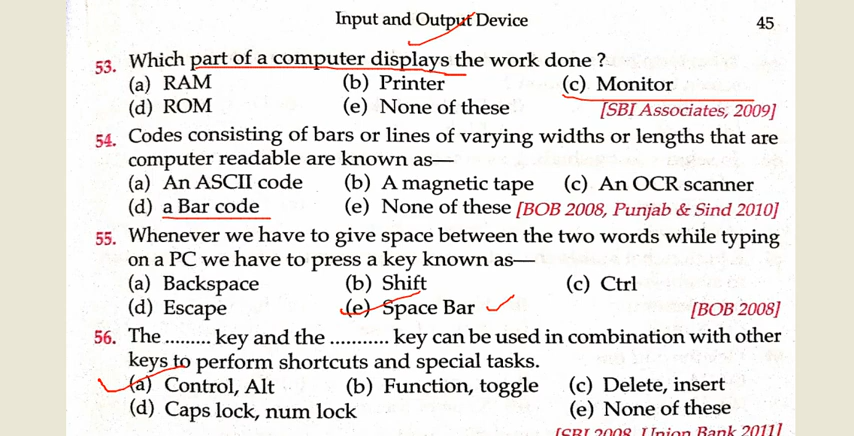 Input and Output Device 45
53. Which part of a computer displays the work done ?
(a) RAM (b) Printer (c) Monitor
(d) ROM (e) None of these [SBI Associates, 2009]
54. Codes consisting of bars or lines of varying widths or lengths that are
computer readable are known as—
(a) An ASCII code (b) A magnetic tape (c) An OCR scanner
(d) a Bar code (e) None of these [BOB 2008, Punjab & Sind 2010]
55. Whenever we have to give space between the two words while typing
on a PC we have to press a key known as—
(a) Backspace (b) Shift (c) Ctrl
(d) Escape (e) Space Bar [BOB 2008]
56. The ......... key and the ........... key can be used in combination with other
keys to perform shortcuts and special tasks.
(a) Control, Alt (b) Function, toggle (c) Delete, insert
(d) Caps lock, num lock (e) None of these
[SBI 2008, Union Bank 2011]